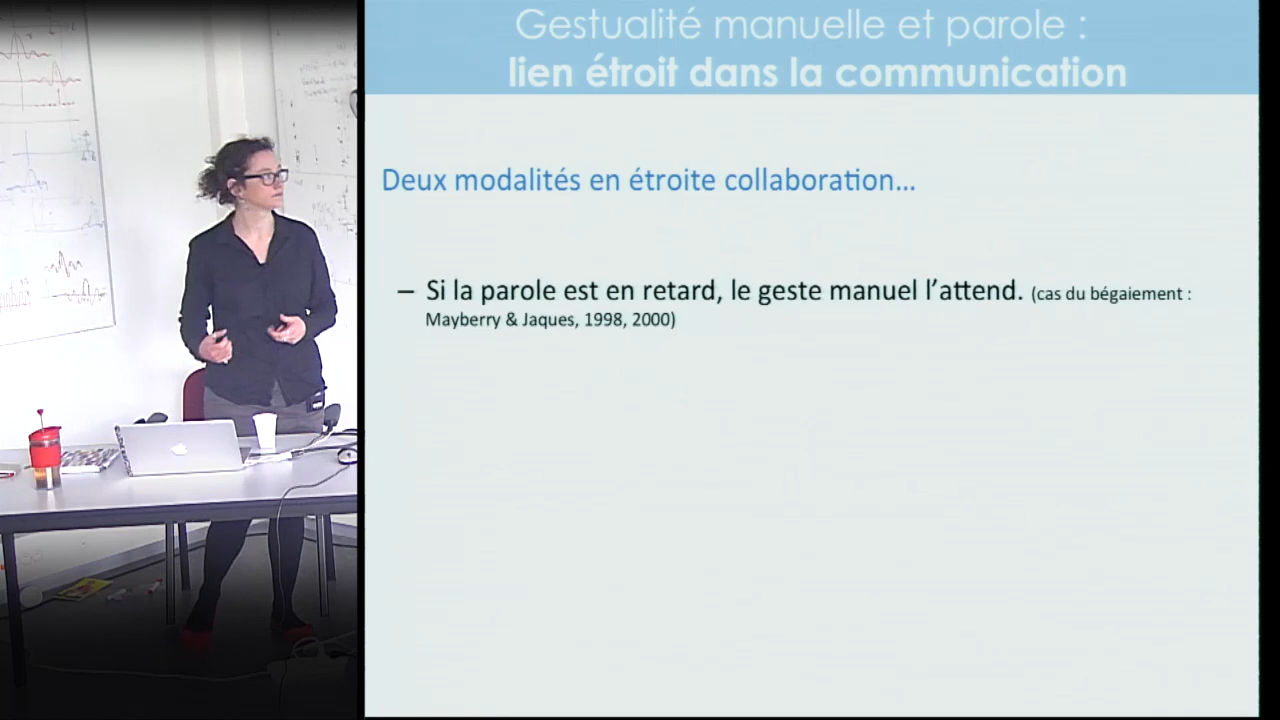 Gestualité manuelle et parole :
lien étroit dans la communication
Deux modalités en étroite collaboration...
– Si la parole est en retard, le geste manuel l'attend. (cas du bégaiement :
Mayberry & Jaques, 1998, 2000)